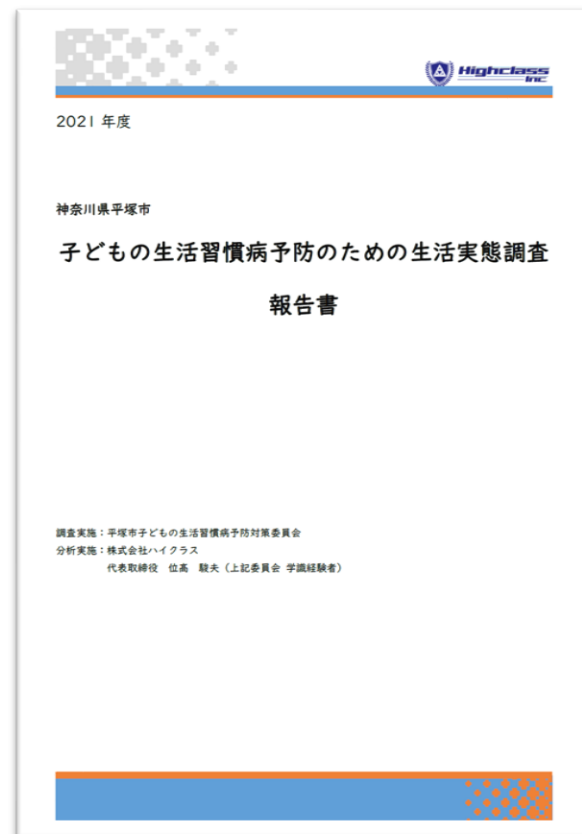 Highclass
Inc
2021 年度
神奈川県平塚市
子どもの生活習慣病予防のための生活実態調査
報告書
調査実施：平塚市子どもの生活習慣病予防対策委員会
分析実施：株式会社ハイクラス
代表取締役　位高　駿夫（上記委員会 学識経験者）